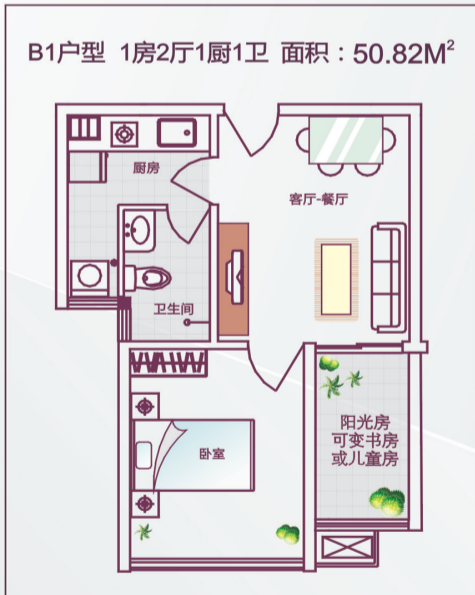 B1户型 1房2厅1厨1卫 面积：50.82M²
厨房
客厅-餐厅
卫生间
阳光房
可变书房
或儿童房
卧室